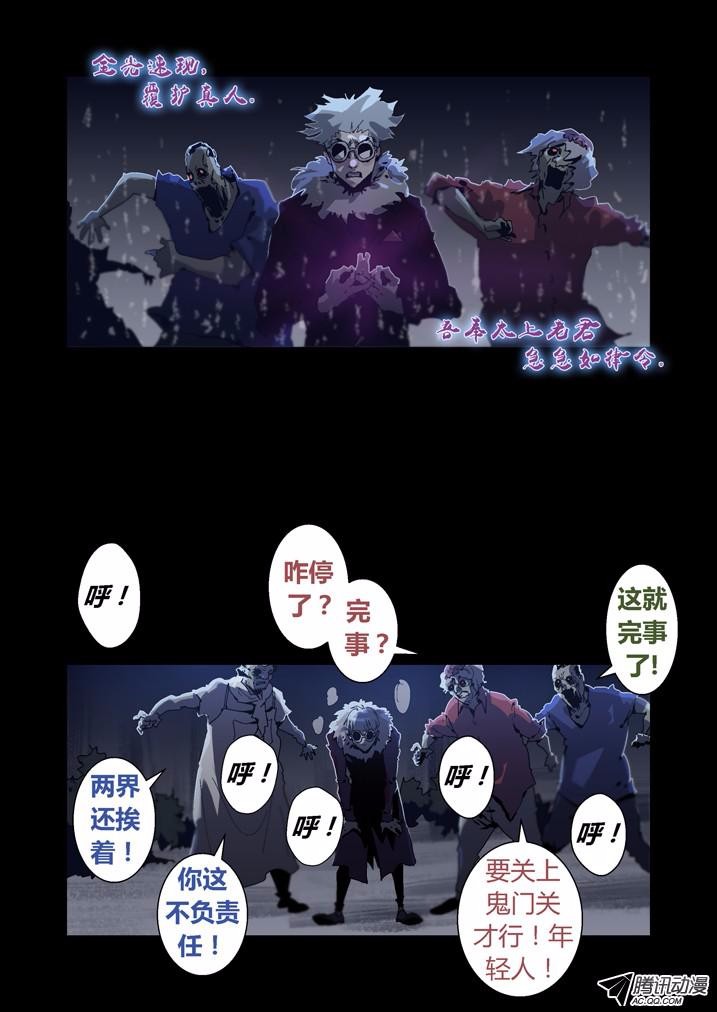 金光速现，
覆护真人.
吾奉太上老君
急急如律令.
呼！
咋停
了？
完
事？
这就
完事
了!
两界
还挨
着！
呼！
呼！
呼！
呼！
你这
不负责
任！
要关上
鬼门关
才行！年
轻人！
腾讯动漫
AC.QQ.COM